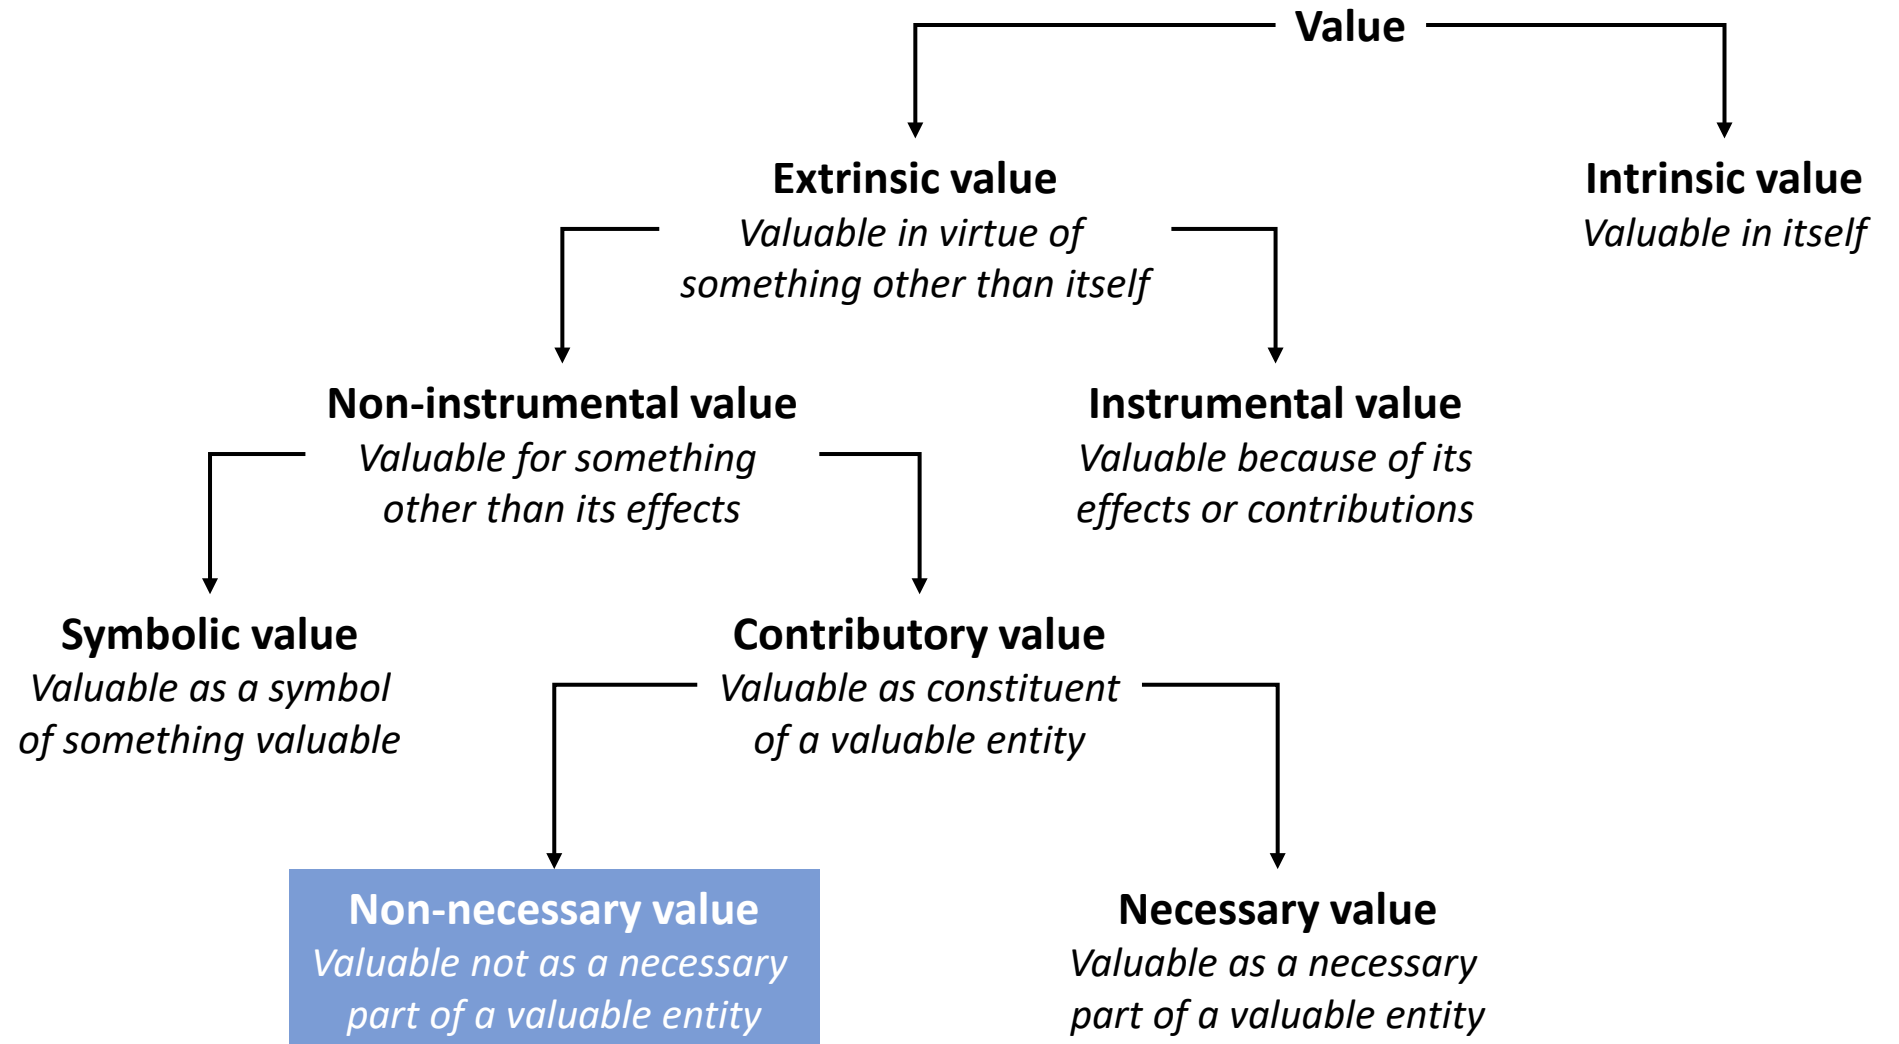 Value
Extrinsic value
Valuable in virtue of
something other than itself
Intrinsic value
Valuable in itself
Non-instrumental value
Valuable for something
other than its effects
Instrumental value
Valuable because of its
effects or contributions
Symbolic value
Valuable as a symbol
of something valuable
Contributory value
Valuable as constituent
of a valuable entity
Non-necessary value
Valuable not as a necessary
part of a valuable entity
Necessary value
Valuable as a necessary
part of a valuable entity